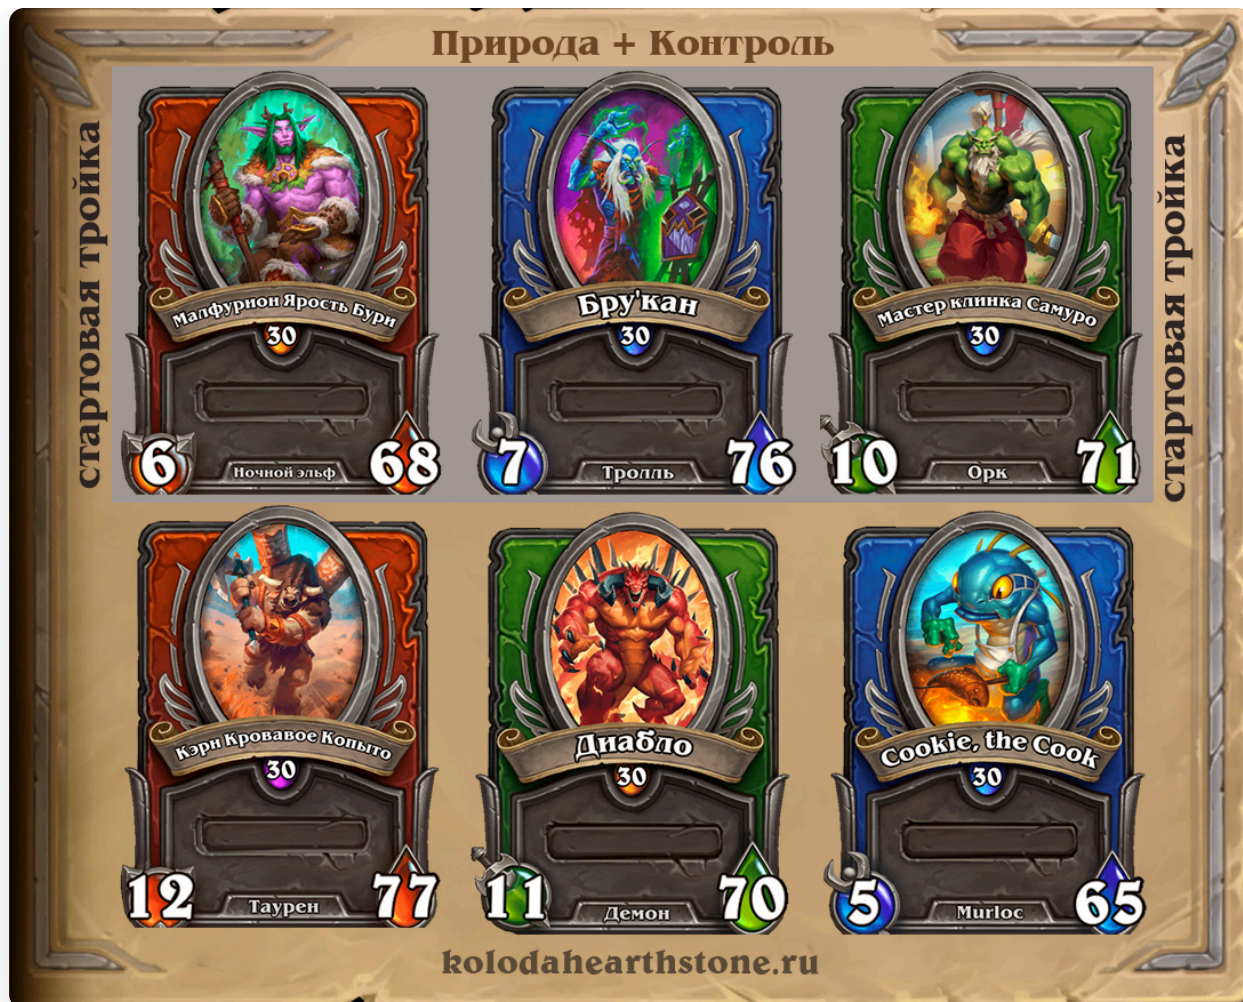 Природа + Контроль
стартовая тройка
стартовая тройка
Малфурион Ярость Бури
30
6
Ночной эльф
68
Бру'кан
30
7
Тролль
76
Мастер клинка Самуро
30
10
Орк
71
Кэрн Кровавое Копыто
30
12
Таурен
77
Диабло
30
11
Демон
70
Cookie, the Cook
30
5
Murloc
65
kolodahearthstone.ru